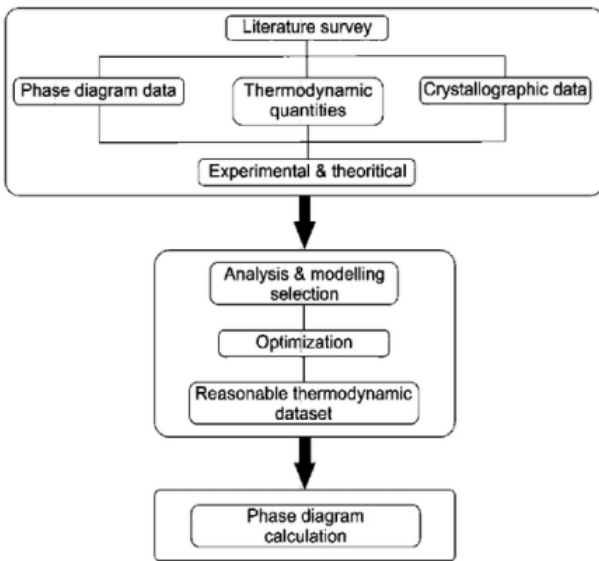 Literature survey
Phase diagram data
Thermodynamic
quantities
Crystallographic data
Experimental & theoritical
Analysis & modelling
selection
Optimization
Reasonable thermodynamic
dataset
Phase diagram
calculation